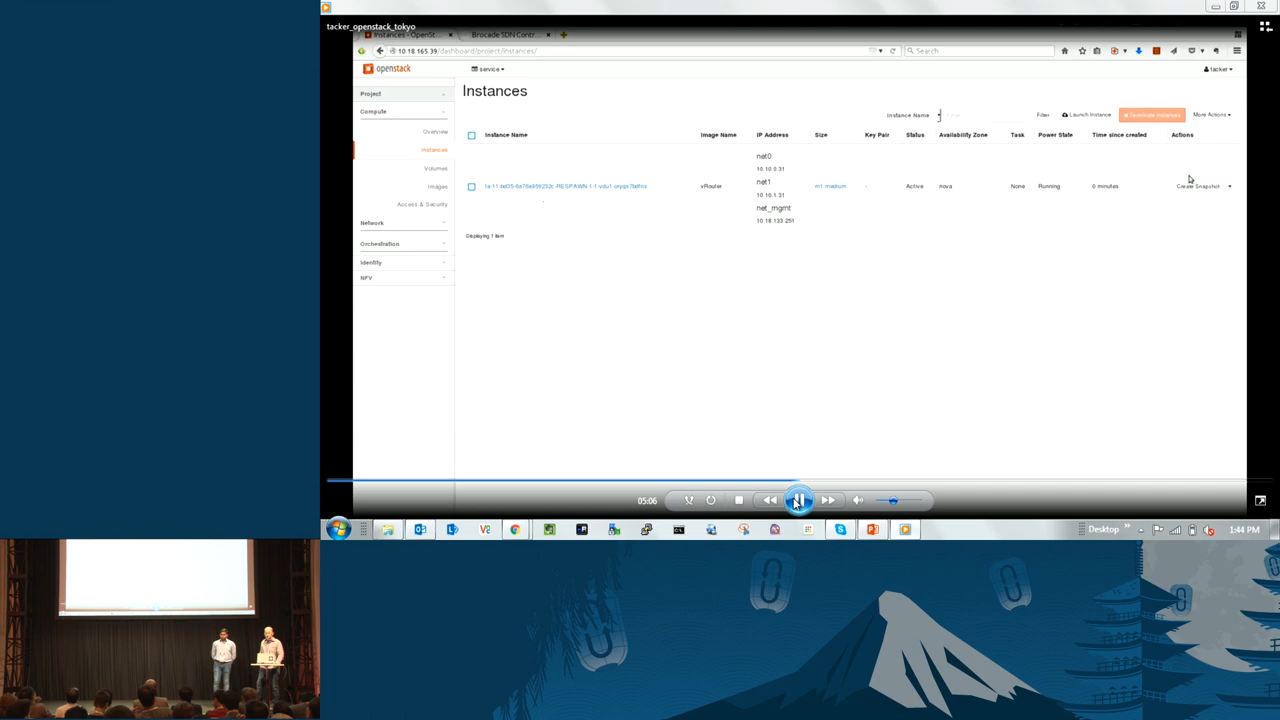 tacker_openstack_tokyo
Instances - OpenSt...
Brocade SDN Contr...
10.18.165.39/dashboard/project/instances/
Search
openstack
service
tacker
Project
Compute
Overview
Instances
Volumes
Images
Access & Security
Network
Orchestration
Identity
NFV
Instances
Instance Name
Filter
Launch Instance
Terminate Instances
More Actions
Instance Name
Image Name
IP Address
Size
Key Pair
Status
Availability Zone
Task
Power State
Time since created
Actions
vRouter
net0
10.10.0.31
net1
10.10.1.31
net_mgmt
10.18.133.251
m1.medium
-
Active
nova
None
Running
0 minutes
Create Snapshot
Displaying 1 item
05:06
Desktop
1:44 PM